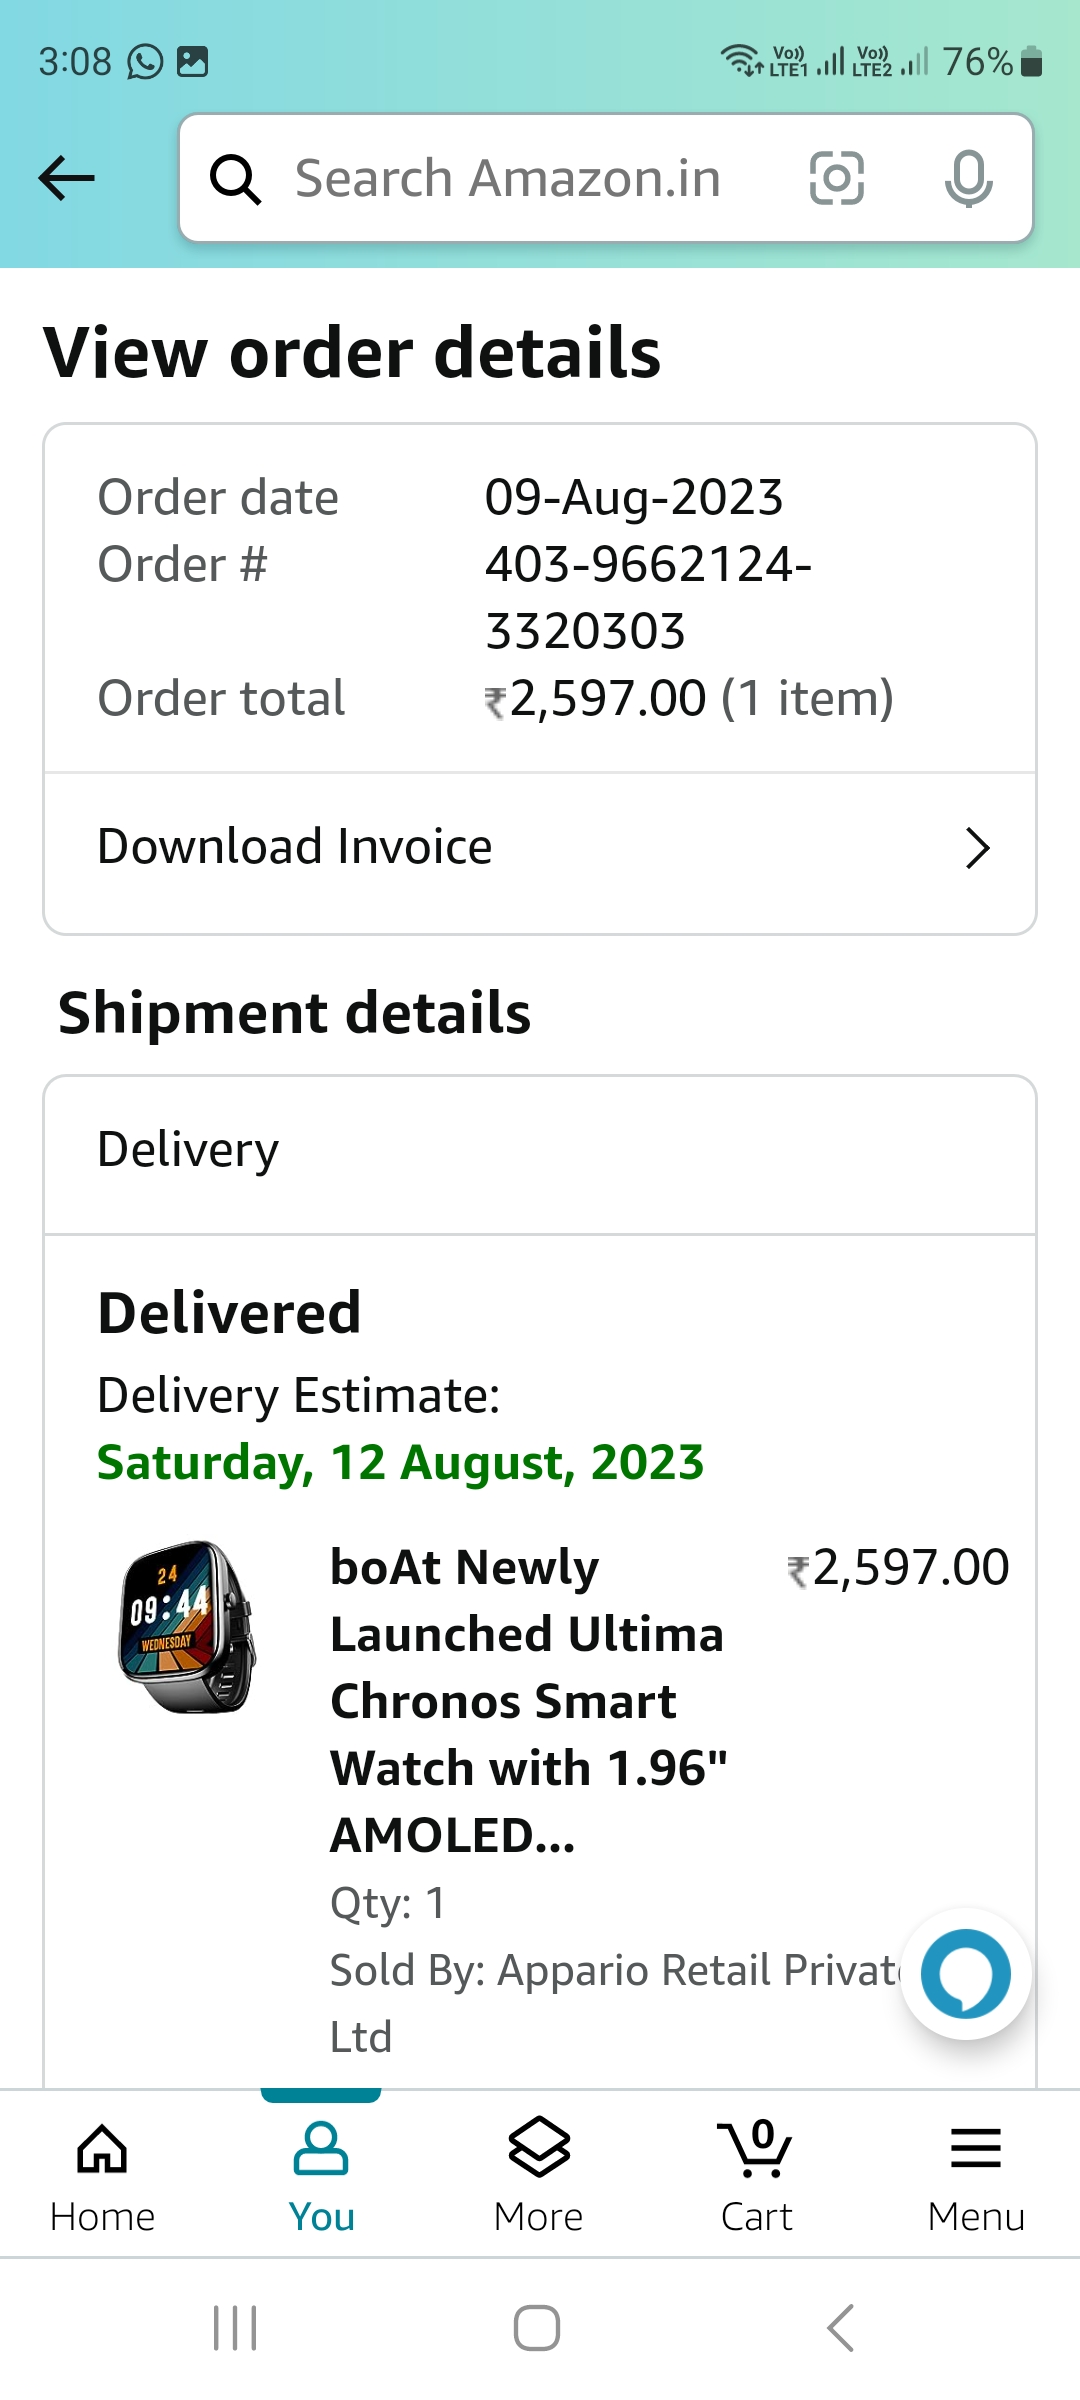 3:08
Vo)) LTE1 Vo)) LTE2 76%
Search Amazon.in
View order details
Order date 09-Aug-2023
Order # 403-9662124-
3320303
Order total ₹2,597.00 (1 item)
Download Invoice
Shipment details
Delivery
Delivered
Delivery Estimate:
Saturday, 12 August, 2023
24
09:44
WEDNESDAY
boAt Newly ₹2,597.00
Launched Ultima
Chronos Smart
Watch with 1.96"
AMOLED...
Qty: 1
Sold By: Appario Retail Privat
Ltd
0
Home You More Cart Menu